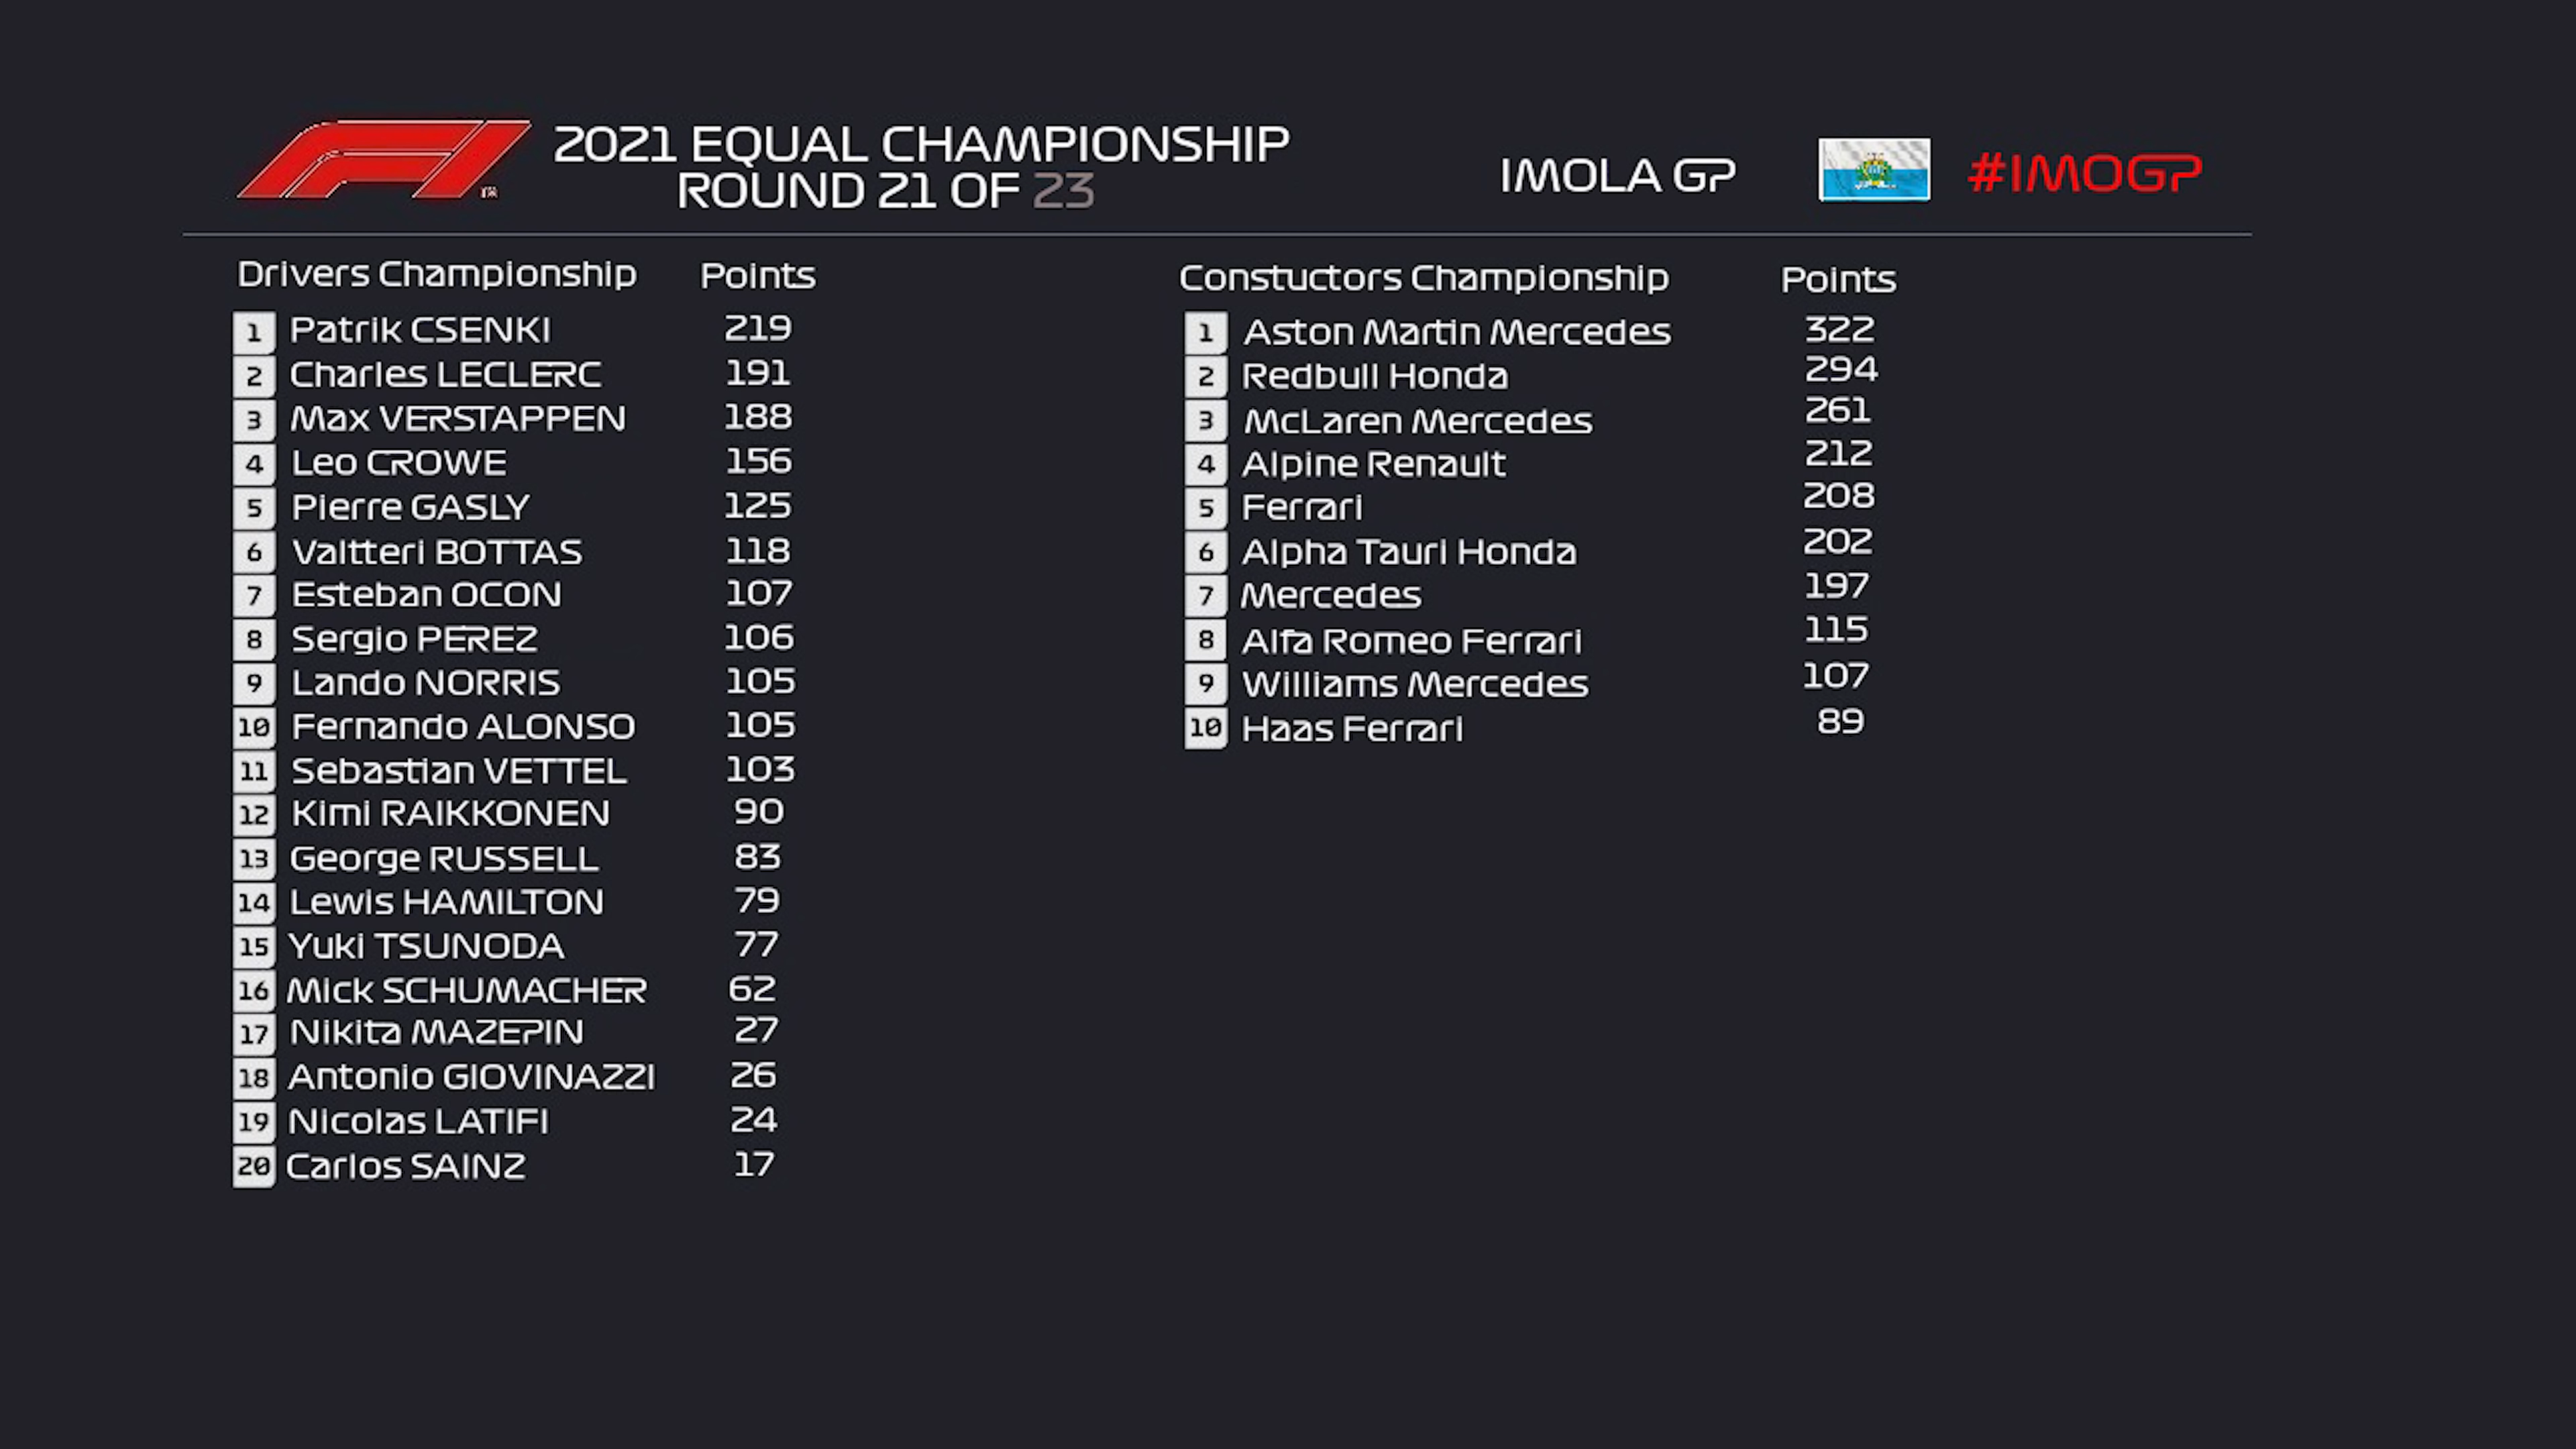 F1 TM
2021 EQUAL CHAMPIONSHIP
ROUND 21 OF 23
IMOLA GP
#IMOGP
Drivers Championship Points
1 Patrik CSENKI 219
2 Charles LECLERC 191
3 Max VERSTAPPEN 188
4 Leo CROWE 156
5 Pierre GASLY 125
6 Valtteri BOTTAS 118
7 Esteban OCON 107
8 Sergio PEREZ 106
9 Lando NORRIS 105
10 Fernando ALONSO 105
11 Sebastian VETTEL 103
12 Kimi RAIKKONEN 90
13 George RUSSELL 83
14 Lewis HAMILTON 79
15 Yuki TSUNODA 77
16 Mick SCHUMACHER 62
17 Nikita MAZEPIN 27
18 Antonio GIOVINAZZI 26
19 Nicolas LATIFI 24
20 Carlos SAINZ 17
Constuctors Championship Points
1 Aston Martin Mercedes 322
2 Redbull Honda 294
3 McLaren Mercedes 261
4 Alpine Renault 212
5 Ferrari 208
6 Alpha Tauri Honda 202
7 Mercedes 197
8 Alfa Romeo Ferrari 115
9 Williams Mercedes 107
10 Haas Ferrari 89